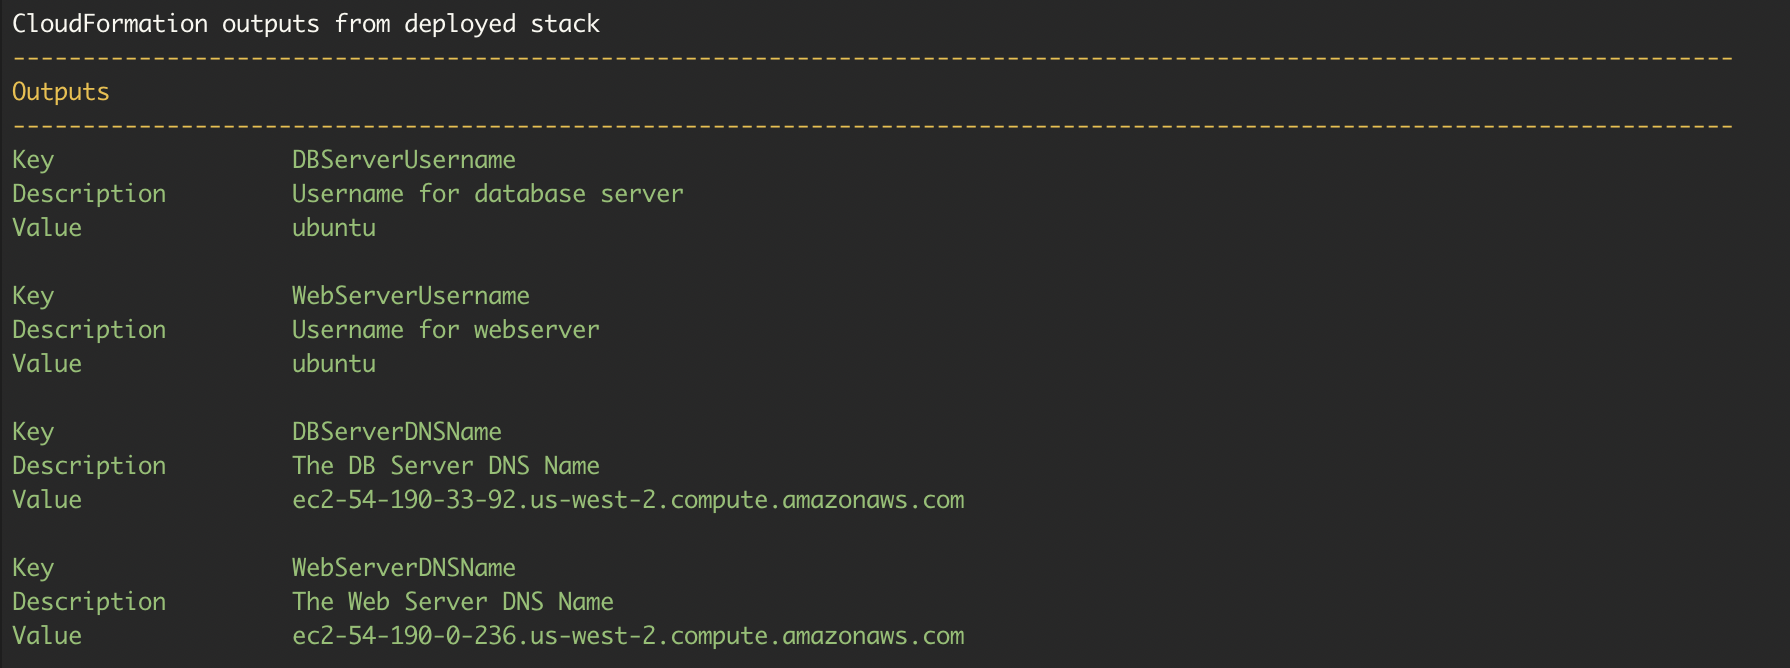 CloudFormation outputs from deployed stack
---------------------------------------------------------------------------------------------------------------------------
Outputs
---------------------------------------------------------------------------------------------------------------------------
Key                 DBServerUsername
Description         Username for database server
Value               ubuntu

Key                 WebServerUsername
Description         Username for webserver
Value               ubuntu

Key                 DBServerDNSName
Description         The DB Server DNS Name
Value               ec2-54-190-33-92.us-west-2.compute.amazonaws.com

Key                 WebServerDNSName
Description         The Web Server DNS Name
Value               ec2-54-190-0-236.us-west-2.compute.amazonaws.com